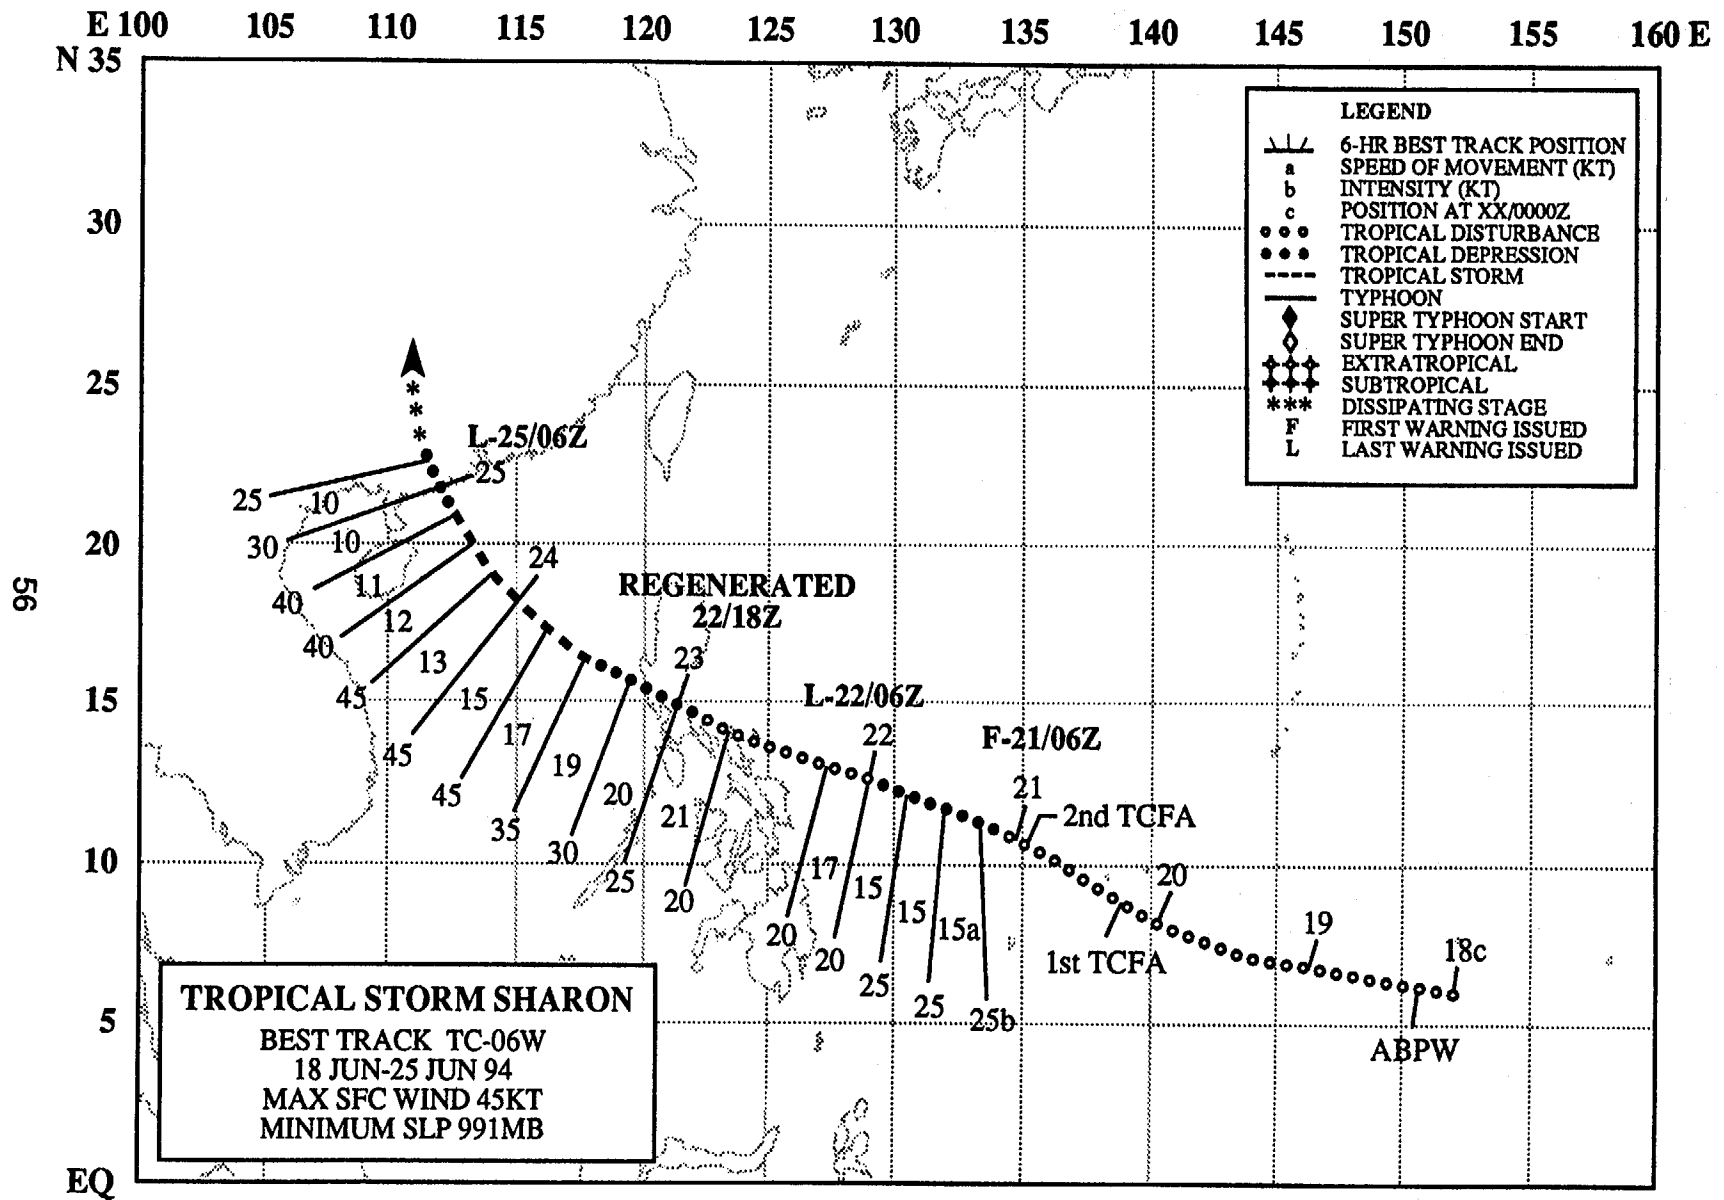 E 100 105 110 115 120 125 130 135 140 145 150 155 160 E
N 35
30
25
20
15
10
5
EQ
56
LEGEND
6-HR BEST TRACK POSITION
a SPEED OF MOVEMENT (KT)
b INTENSITY (KT)
c POSITION AT XX/0000Z
TROPICAL DISTURBANCE
TROPICAL DEPRESSION
TROPICAL STORM
TYPHOON
SUPER TYPHOON START
SUPER TYPHOON END
EXTRATROPICAL
SUBTROPICAL
*** DISSIPATING STAGE
F FIRST WARNING ISSUED
L LAST WARNING ISSUED
***
L-25/06Z
25
25
10
30
10
40
11
40
12
45
13
45
15
45
17
35
19
30
20
25
21
20
24
REGENERATED
22/18Z
23
L-22/06Z
22
F-21/06Z
21
2nd TCFA
17
20
15
20
15
25
15a
25
25b
20
1st TCFA
19
18c
ABPW
TROPICAL STORM SHARON
BEST TRACK TC-06W
18 JUN-25 JUN 94
MAX SFC WIND 45KT
MINIMUM SLP 991MB